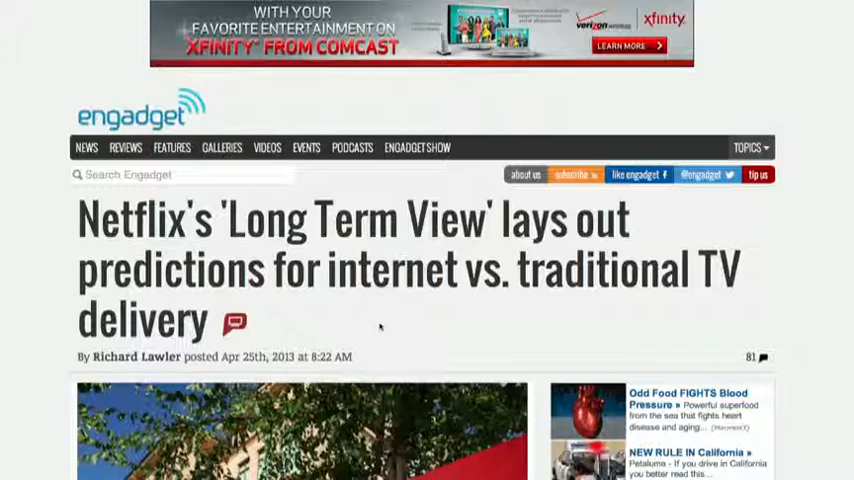 WITH YOUR
FAVORITE ENTERTAINMENT ON
XFINITY FROM COMCAST
verizon wireless
xfinity.
LEARN MORE
engadget
NEWS REVIEWS FEATURES GALLERIES VIDEOS EVENTS PODCASTS ENGADGET SHOW TOPICS
Search Engadget
about us subscribe like engadget f @engadget tip us
Netflix's 'Long Term View' lays out
predictions for internet vs. traditional TV
delivery
By Richard Lawler posted Apr 25th, 2013 at 8:22 AM
81
Odd Food FIGHTS Blood
Pressure » Powerful superfood
from the sea that fights heart
disease and aging...
NEW RULE IN California »
Petaluma - If you drive in California
you better read this...